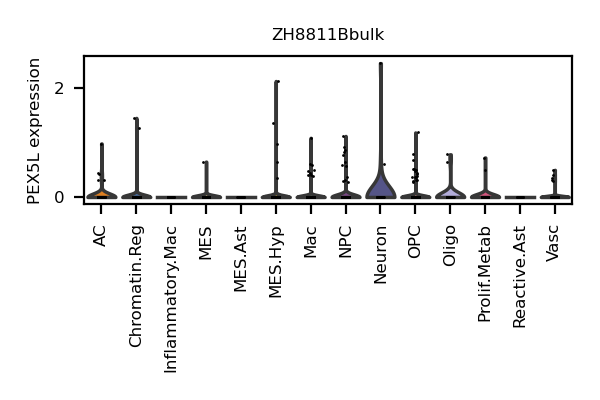 ZH8811Bbulk
PEX5L expression
2
0
AC
Chromatin.Reg
Inflammatory.Mac
MES
MES.Ast
MES.Hyp
Mac
NPC
Neuron
OPC
Oligo
Prolif.Metab
Reactive.Ast
Vasc